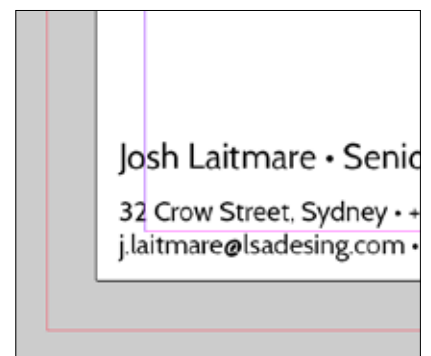 Josh Laitmare • Senio
32 Crow Street, Sydney • +
j.laitmare@lsadesing.com •